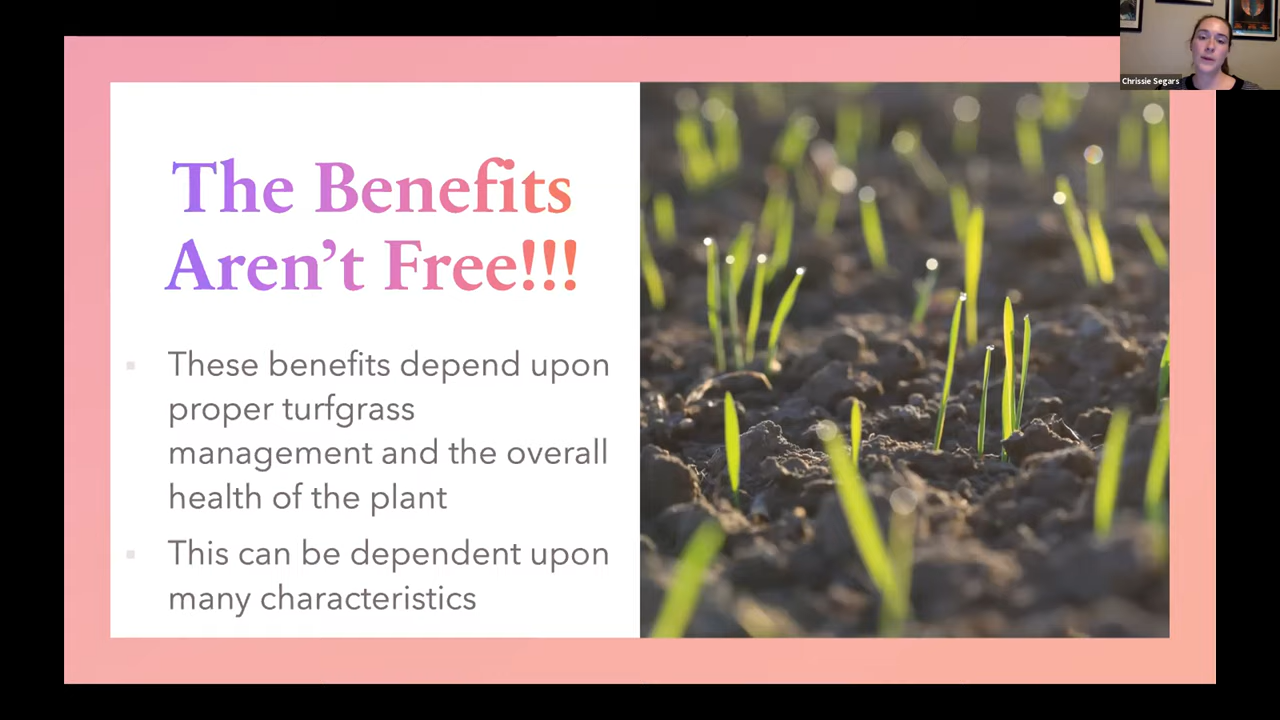 Chrissie Segars
The Benefits
Aren’t Free!!!
These benefits depend upon
proper turfgrass
management and the overall
health of the plant
This can be dependent upon
many characteristics